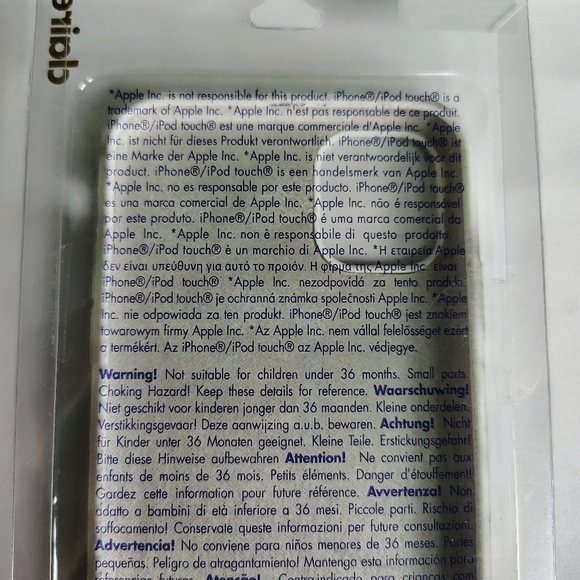 *Apple Inc. is not responsible for this product. iPhone®/iPod touch® is a
trademark of Apple Inc. *Apple Inc. n'est pas responsable de ce produit.
iPhone®/iPod touch® est une marque commerciale d'Apple Inc. *Apple
Inc. ist nicht für dieses Produkt verantwortlich. iPhone®/iPod touch® ist
eine Marke der Apple Inc. *Apple Inc. is niet verantwoordelijk voor dit
product. iPhone®/iPod touch® is een handelsmerk van Apple Inc.
*Apple Inc. no es responsable por este producto. iPhone®/iPod touch®
es una marca comercial de Apple Inc. *Apple Inc. não é responsável
por este produto. iPhone®/iPod touch® é uma marca comercial da
Apple Inc. *Apple Inc. non è responsabile di questo prodotto.
iPhone®/iPod touch® è un marchio di Apple Inc. *Η εταιρεία Apple
δεν είναι υπεύθυνη για αυτό το προϊόν. Η φίρμα της Apple Inc. είναι
iPhone®/iPod touch® *Apple Inc. nezodpovídá za tento produkt.
iPhone®/iPod touch® je ochranná známka společnosti Apple Inc. *Apple
Inc. nie odpowiada za ten produkt. iPhone®/iPod touch® jest znakiem
towarowym firmy Apple Inc. *Az Apple Inc. nem vállal felelősséget ezért
a termékért. Az iPhone®/iPod touch® az Apple Inc. védjegye.
Warning! Not suitable for children under 36 months. Small parts.
Choking Hazard! Keep these details for reference. Waarschuwing!
Niet geschikt voor kinderen jonger dan 36 maanden. Kleine onderdelen.
Verstikkingsgevaar! Deze aanwijzing a.u.b. bewaren. Achtung! Nicht
für Kinder unter 36 Monaten geeignet. Kleine Teile. Erstickungsgefahr!
Bitte diese Hinweise aufbewahren Attention! Ne convient pas aux
enfants de moins de 36 mois. Petits éléments. Danger d'étouffement!
Gardez cette information pour future référence. Avvertenza! Non
adatto a bambini di età inferiore a 36 mesi. Piccole parti. Rischio di
soffocamento! Conservate queste informazioni per future consultazioni.
Advertencia! No conviene para niños menores de 36 meses. Partes
pequeñas. Peligro de atragantamiento! Mantenga esta información para
referencias futuras. Atenção! Contra-indicado para crianças com